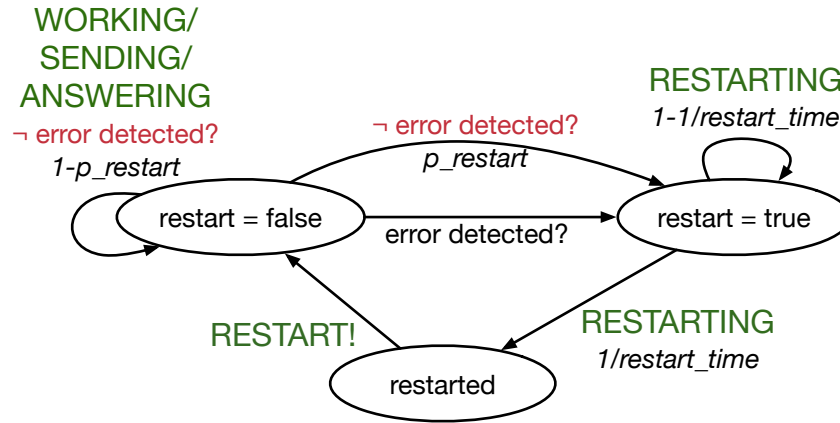 WORKING/
SENDING/
ANSWERING
¬ error detected?
1-p_restart
¬ error detected?
p_restart
RESTARTING
1-1/restart_time
restart = false
error detected?
restart = true
RESTART!
RESTARTING
1/restart_time
restarted